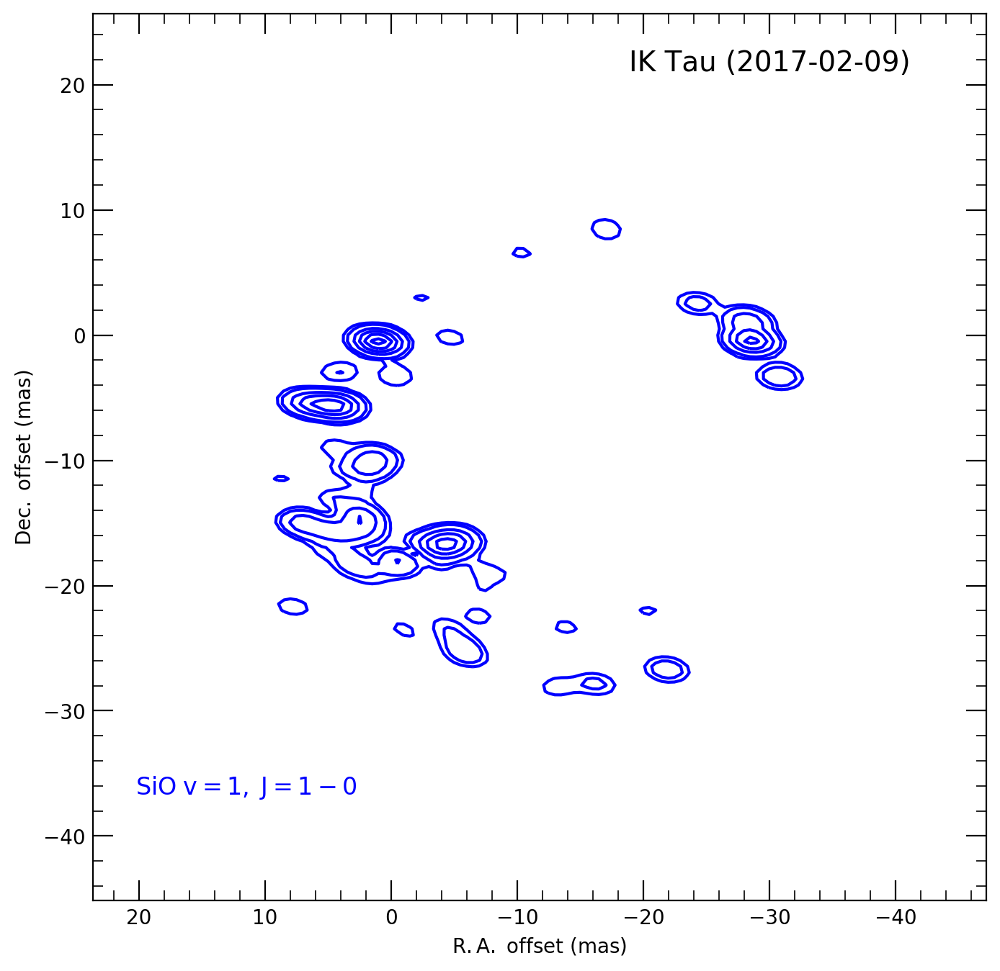 IK Tau (2017-02-09)
20
10
0
−10
−20
−30
−40
Dec. offset (mas)
SiO v = 1, J = 1 − 0
20 10 0 −10 −20 −30 −40
R.A. offset (mas)